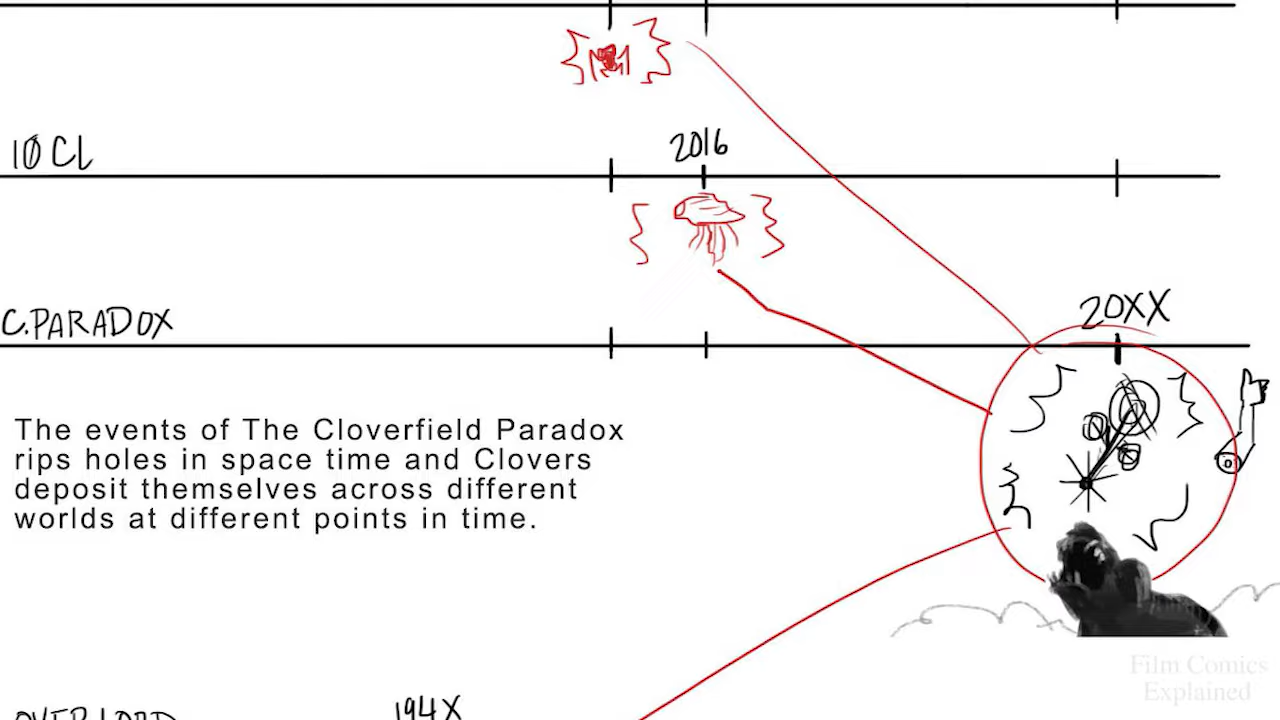 10 CL
2016
C.PARADOX
20XX
The events of The Cloverfield Paradox
rips holes in space time and Clovers
deposit themselves across different
worlds at different points in time.
Film Comics
Explained
OVERLORD
194X